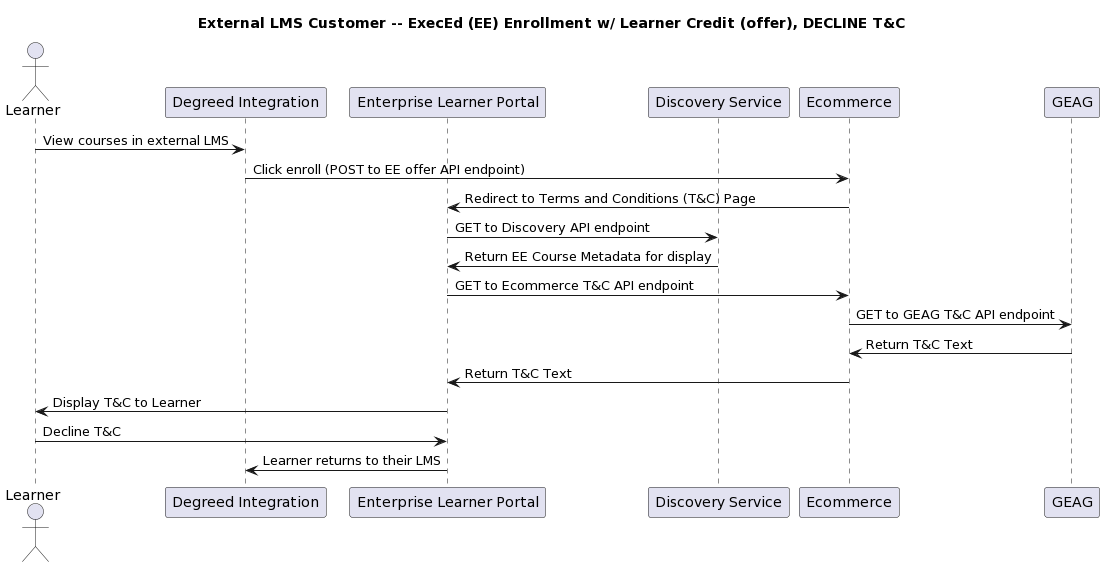 External LMS Customer -- ExecEd (EE) Enrollment w/ Learner Credit (offer), DECLINE T&C
Learner
Degreed Integration
Enterprise Learner Portal
Discovery Service
Ecommerce
GEAG
View courses in external LMS
Click enroll (POST to EE offer API endpoint)
Redirect to Terms and Conditions (T&C) Page
GET to Discovery API endpoint
Return EE Course Metadata for display
GET to Ecommerce T&C API endpoint
GET to GEAG T&C API endpoint
Return T&C Text
Return T&C Text
Display T&C to Learner
Decline T&C
Learner returns to their LMS
Learner
Degreed Integration
Enterprise Learner Portal
Discovery Service
Ecommerce
GEAG